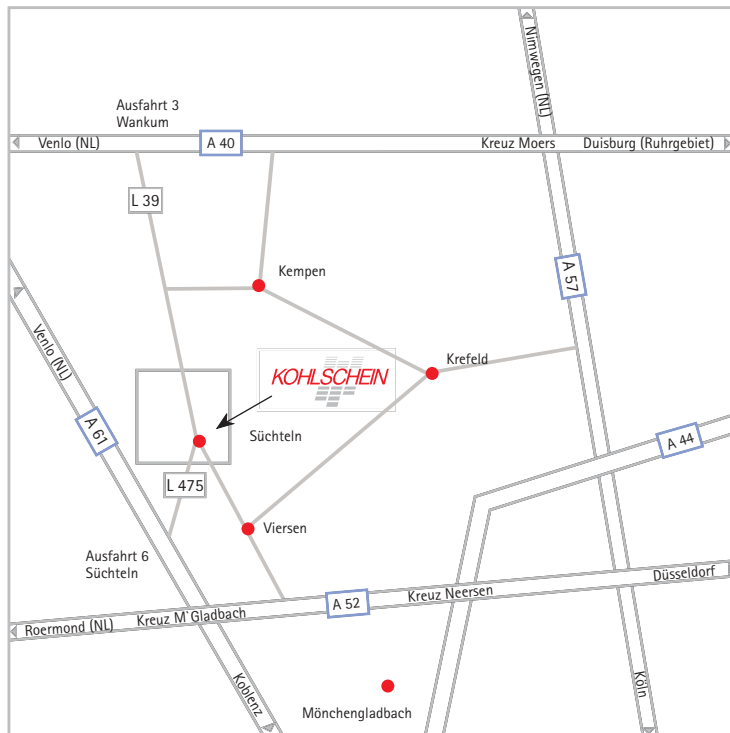 Nimwegen (NL)
Ausfahrt 3
Wankum
Venlo (NL)
A 40
Kreuz Moers
Duisburg (Ruhrgebiet)
L 39
Kempen
A 57
Venlo (NL)
Krefeld
KOHLSCHEIN
A 61
Süchteln
A 44
L 475
Viersen
Ausfahrt 6
Süchteln
Düsseldorf
Kreuz Neersen
A 52
Kreuz M`Gladbach
Roermond (NL)
Koblenz
Köln
Mönchengladbach